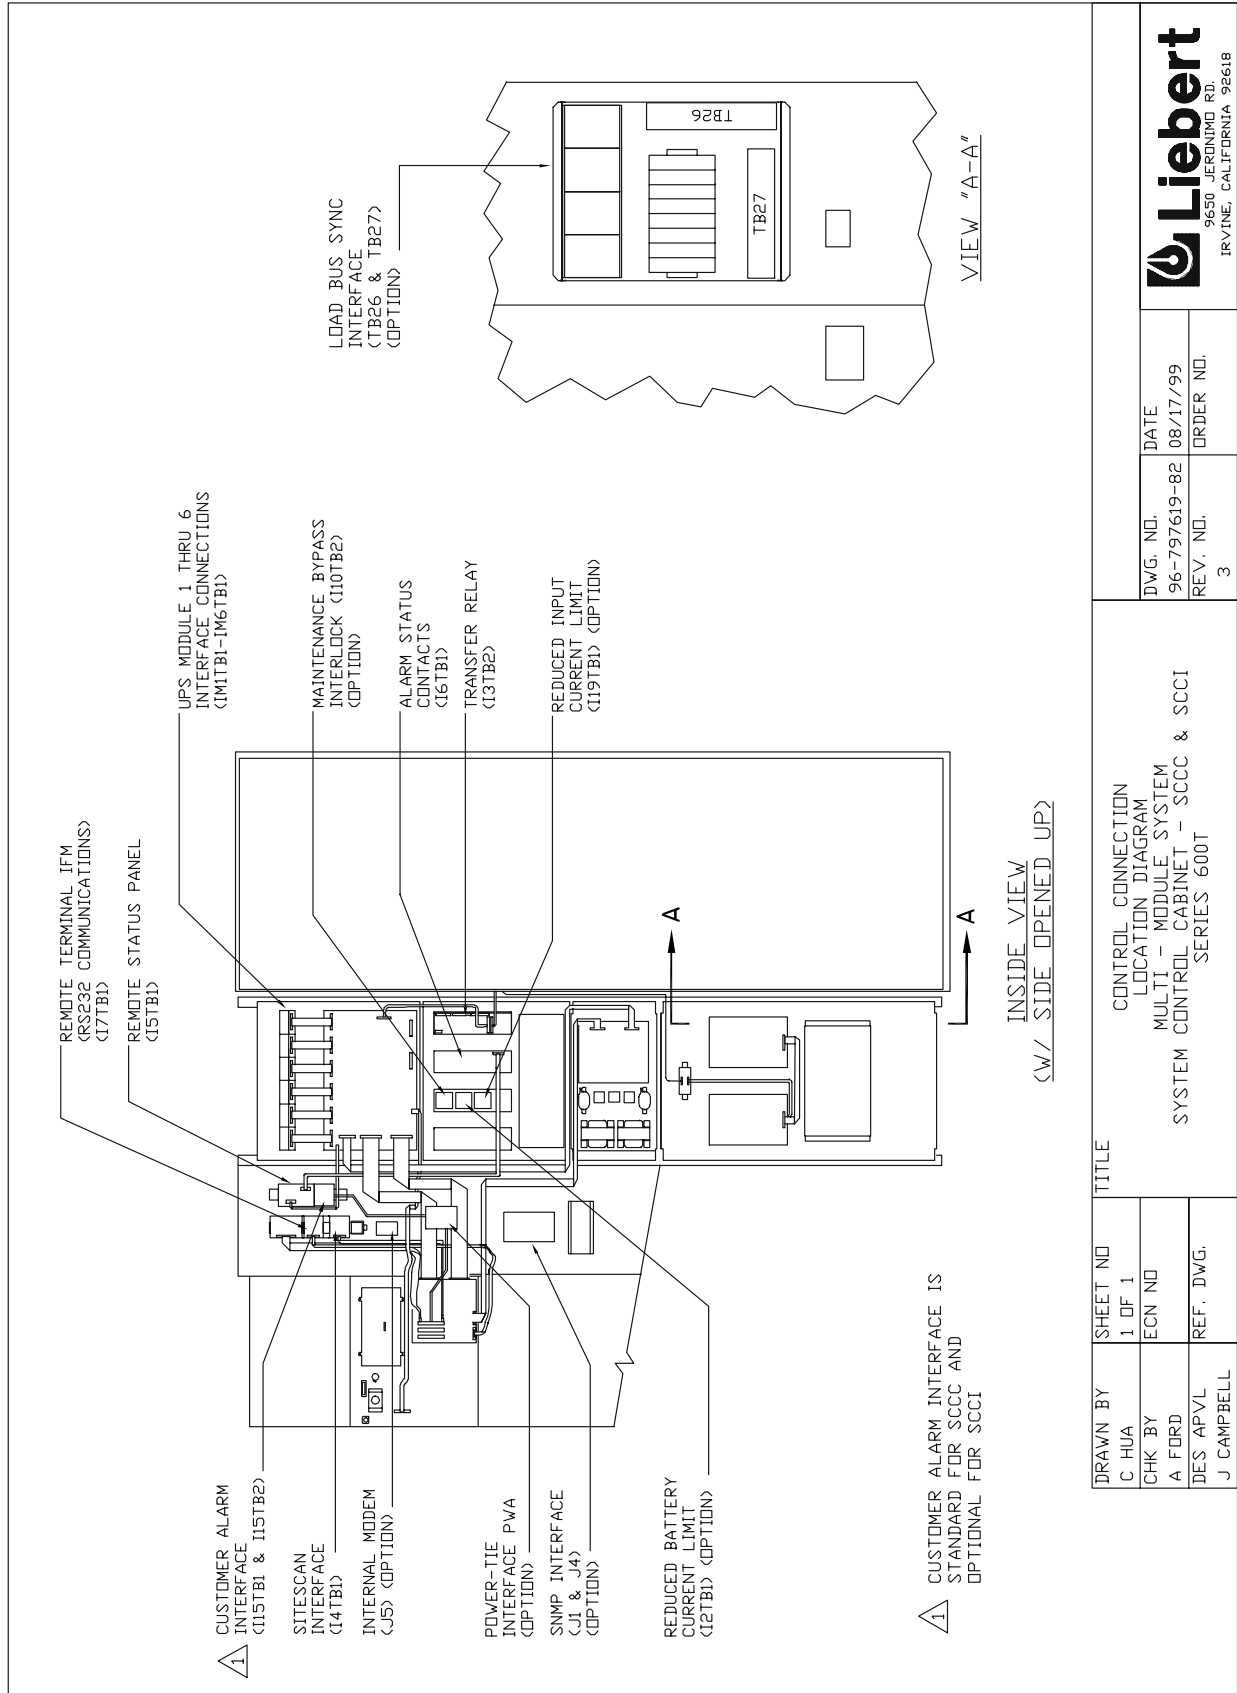 REMOTE TERMINAL IFM
(RS232 COMMUNICATIONS)
(I7TB1)
REMOTE STATUS PANEL
(I5TB1)
UPS MODULE 1 THRU 6
INTERFACE CONNECTIONS
(IM1TB1-IM6TB1)
MAINTENANCE BYPASS
INTERLOCK (I10TB2)
(OPTION)
ALARM STATUS
CONTACTS
(I6TB1)
TRANSFER RELAY
(I3TB2)
REDUCED INPUT
CURRENT LIMIT
(I19TB1) (OPTION)
LOAD BUS SYNC
INTERFACE
(TB26 & TB27)
(OPTION)
TB26
TB27
VIEW "A-A"
1
CUSTOMER ALARM
INTERFACE
(I15TB1 & I15TB2)
SITESCAN
INTERFACE
(I4TB1)
INTERNAL MODEM
(J5) (OPTION)
POWER-TIE
INTERFACE PWA
(OPTION)
SNMP INTERFACE
(J1 & J4)
(OPTION)
REDUCED BATTERY
CURRENT LIMIT
(I2TB1) (OPTION)
A
A
INSIDE VIEW
(W/ SIDE OPENED UP)
1
CUSTOMER ALARM INTERFACE IS
STANDARD FOR SCCC AND
OPTIONAL FOR SCCI
DRAWN BY
C HUA
CHK BY
A FORD
DES APVL
J CAMPBELL
SHEET NO
1 OF 1
ECN NO
REF. DWG.
TITLE
CONTROL CONNECTION
LOCATION DIAGRAM
MULTI - MODULE SYSTEM
SYSTEM CONTROL CABINET - SCCC & SCCI
SERIES 600T
DWG. NO.
96-797619-82
REV. NO.
3
DATE
08/17/99
ORDER NO.
Liebert
9650 JERONIMO RD.
IRVINE, CALIFORNIA 92618